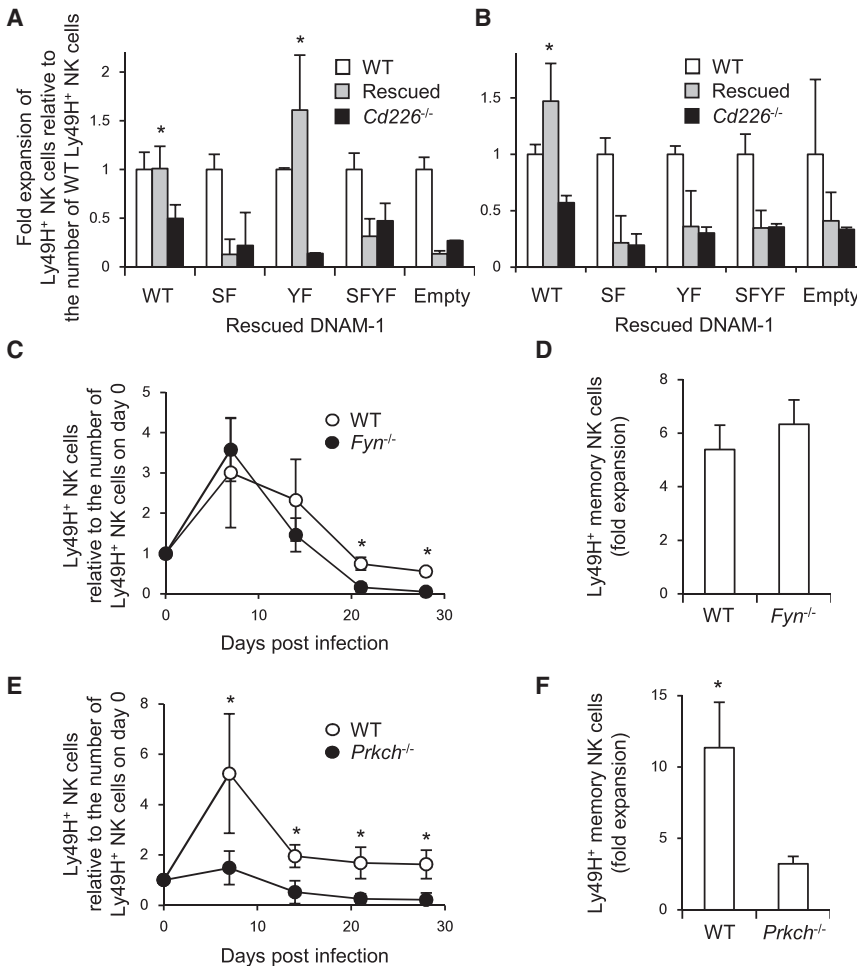 A
Fold expansion of
Ly49H⁺ NK cells relative to
the number of WT Ly49H⁺ NK cells
2
1.5
1
0.5
0
*
*
WT
Rescued
Cd226⁻/⁻
WT SF YF SFYF Empty
Rescued DNAM-1
B
1.5
1
0.5
0
*
WT
Rescued
Cd226⁻/⁻
WT SF YF SFYF Empty
Rescued DNAM-1
C
Ly49H⁺ NK cells
relative to the number of
Ly49H⁺ NK cells on day 0
5
4
3
2
1
0
WT
Fyn⁻/⁻
* *
0 10 20 30
Days post infection
D
Ly49H⁺ memory NK cells
(fold expansion)
8
6
4
2
0
WT Fyn⁻/⁻
E
Ly49H⁺ NK cells
relative to the number of
Ly49H⁺ NK cells on day 0
8
6
4
2
0
*
WT
Prkch⁻/⁻
* * *
0 10 20 30
Days post infection
F
Ly49H⁺ memory NK cells
(fold expansion)
15
10
5
0
*
WT Prkch⁻/⁻